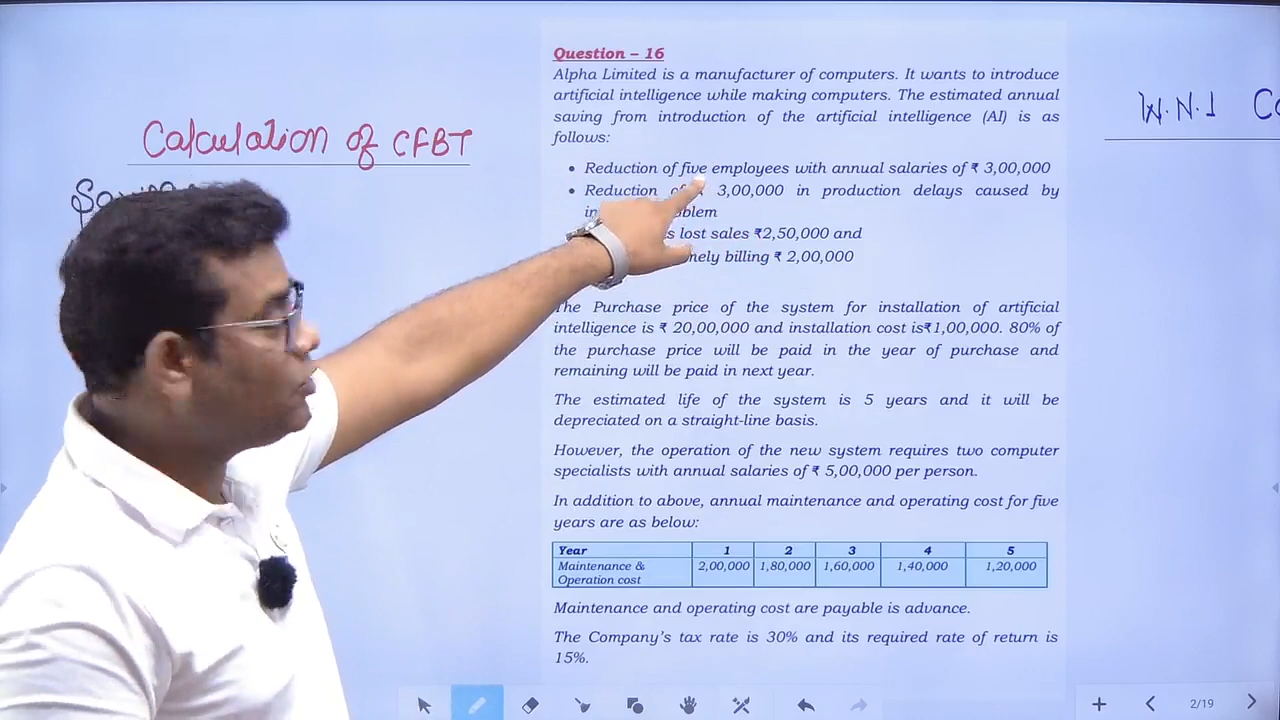 Calculation of CFBT
Question – 16
Alpha Limited is a manufacturer of computers. It wants to introduce
artificial intelligence while making computers. The estimated annual
saving from introduction of the artificial intelligence (AI) is as
follows:
• Reduction of five employees with annual salaries of ₹ 3,00,000
• Reduction of ₹ 3,00,000 in production delays caused by
lost sales ₹2,50,000 and
billing ₹ 2,00,000
The Purchase price of the system for installation of artificial
intelligence is ₹ 20,00,000 and installation cost is₹1,00,000. 80% of
the purchase price will be paid in the year of purchase and
remaining will be paid in next year.
The estimated life of the system is 5 years and it will be
depreciated on a straight-line basis.
However, the operation of the new system requires two computer
specialists with annual salaries of ₹ 5,00,000 per person.
In addition to above, annual maintenance and operating cost for five
years are as below:
Year 1 2 3 4 5
Maintenance & 2,00,000 1,80,000 1,60,000 1,40,000 1,20,000
Operation cost
Maintenance and operating cost are payable is advance.
The Company's tax rate is 30% and its required rate of return is
15%.
W.N.1
2/19